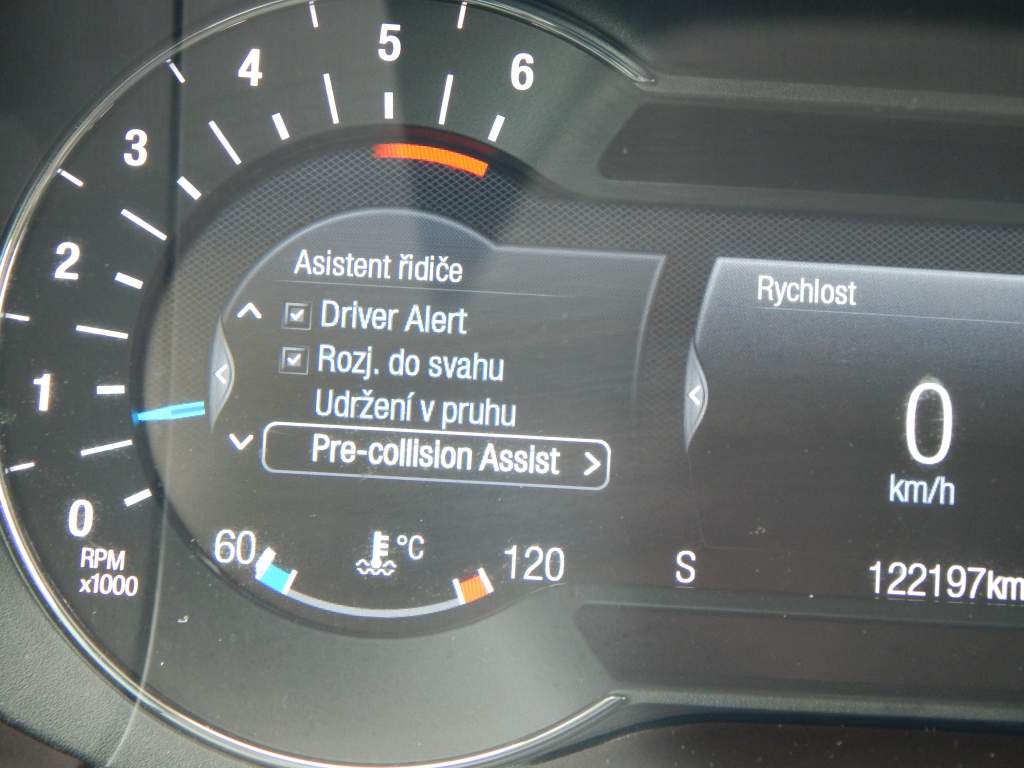 4 5 6
3
2
1
0
RPM
x1000
Asistent řidiče
Driver Alert
Rozj. do svahu
Udržení v pruhu
Pre-collision Assist >
60 °C 120
Rychlost
0
km/h
S 122197km